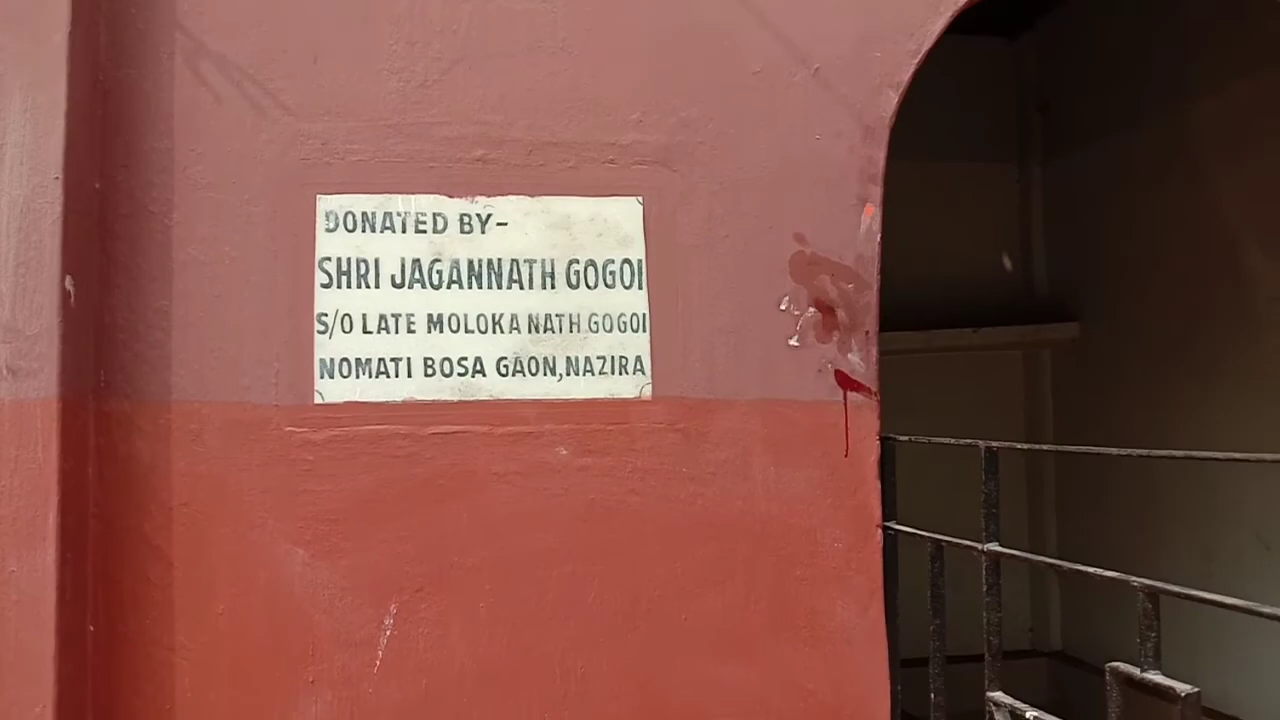 DONATED BY-
SHRI JAGANNATH GOGOI
S/O LATE MOLOKA NATH GOGOI
NOMATI BOSA GAON, NAZIRA